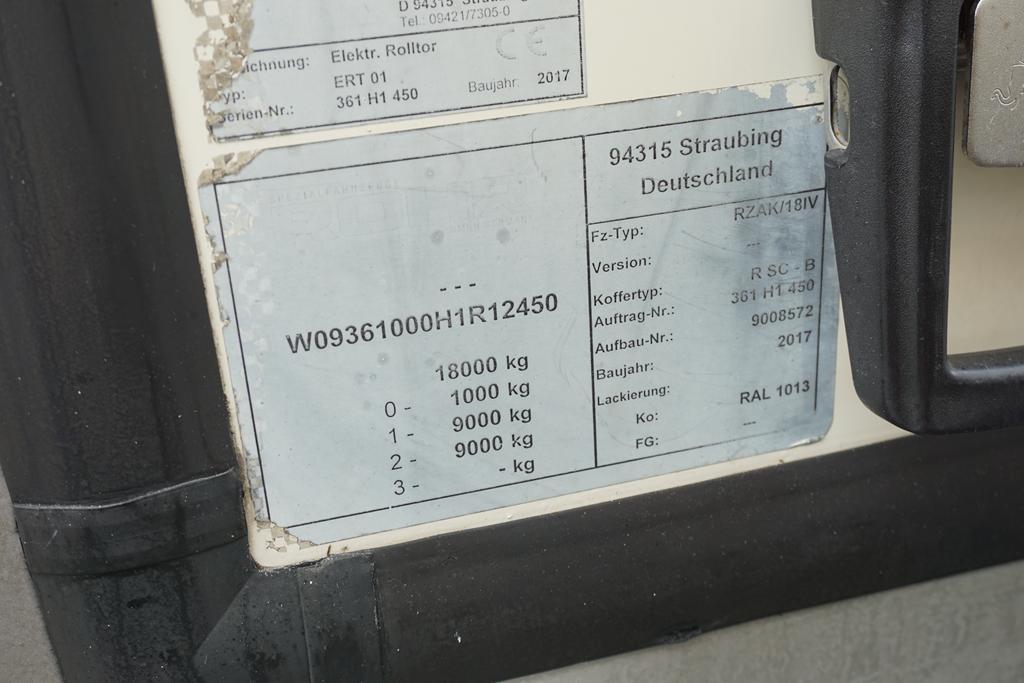 D 94315
Tel.: 09421/7305-0
Elektr. Rolltor
ERT 01
361 H1 450
Baujahr: 2017
CE
94315 Straubing
Deutschland
- - -
W09361000H1R12450
18000 kg
0 - 1000 kg
1 - 9000 kg
2 - 9000 kg
3 - - kg
Fz-Typ: RZAK/18IV
Version: ---
Koffertyp: R SC - B
Auftrag-Nr.: 361 H1 450
Aufbau-Nr.: 9008572
Baujahr: 2017
Lackierung:
Ko: RAL 1013
FG: ---